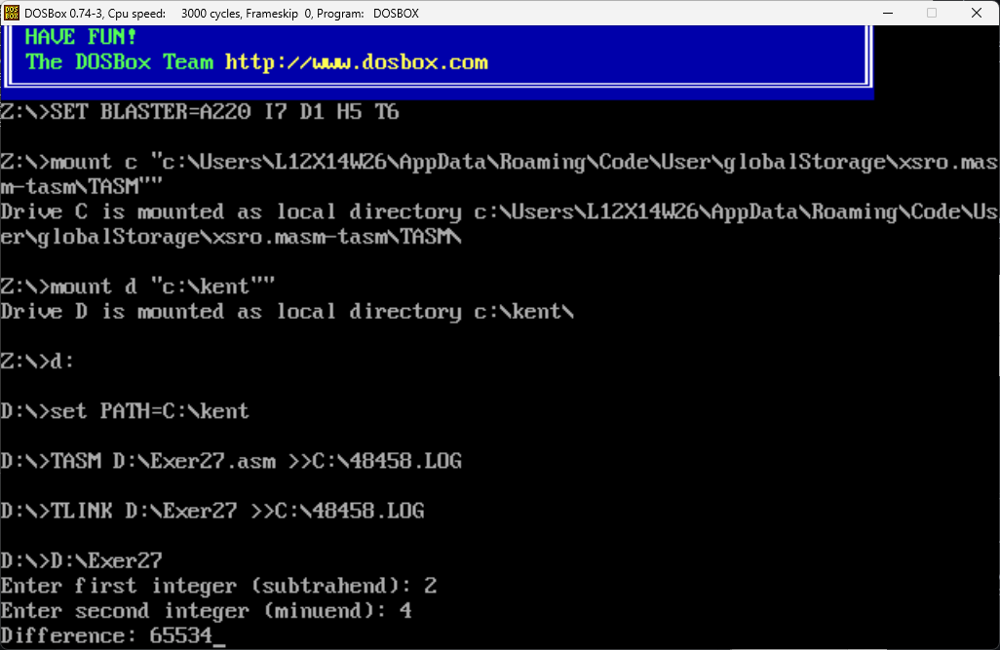 DOSBox 0.74-3, Cpu speed: 3000 cycles, Frameskip 0, Program: DOSBOX
HAVE FUN!
The DOSBox Team http://www.dosbox.com
Z:\>SET BLASTER=A220 I7 D1 H5 T6
Z:\>mount c "c:\Users\L12X14W26\AppData\Roaming\Code\User\globalStorage\xsro.mas
m-tasm\TASM""
Drive C is mounted as local directory c:\Users\L12X14W26\AppData\Roaming\Code\Us
er\globalStorage\xsro.masm-tasm\TASM\
Z:\>mount d "c:\kent""
Drive D is mounted as local directory c:\kent\
Z:\>d:
D:\>set PATH=C:\kent
D:\>TASM D:\Exer27.asm >>C:\48458.LOG
D:\>TLINK D:\Exer27 >>C:\48458.LOG
D:\>D:\Exer27
Enter first integer (subtrahend): 2
Enter second integer (minuend): 4
Difference: 65534_